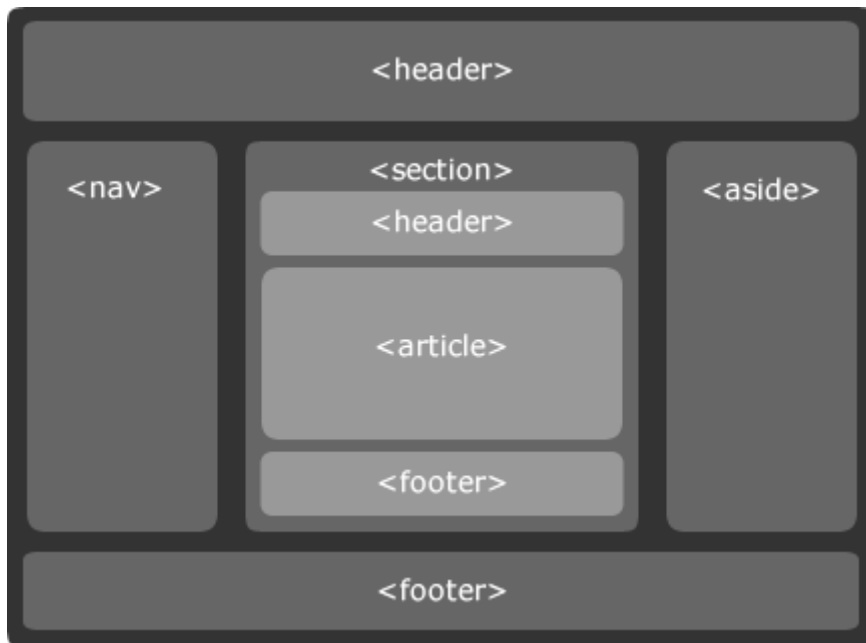 <header>
<nav>
<section>
<header>
<article>
<footer>
<aside>
<footer>